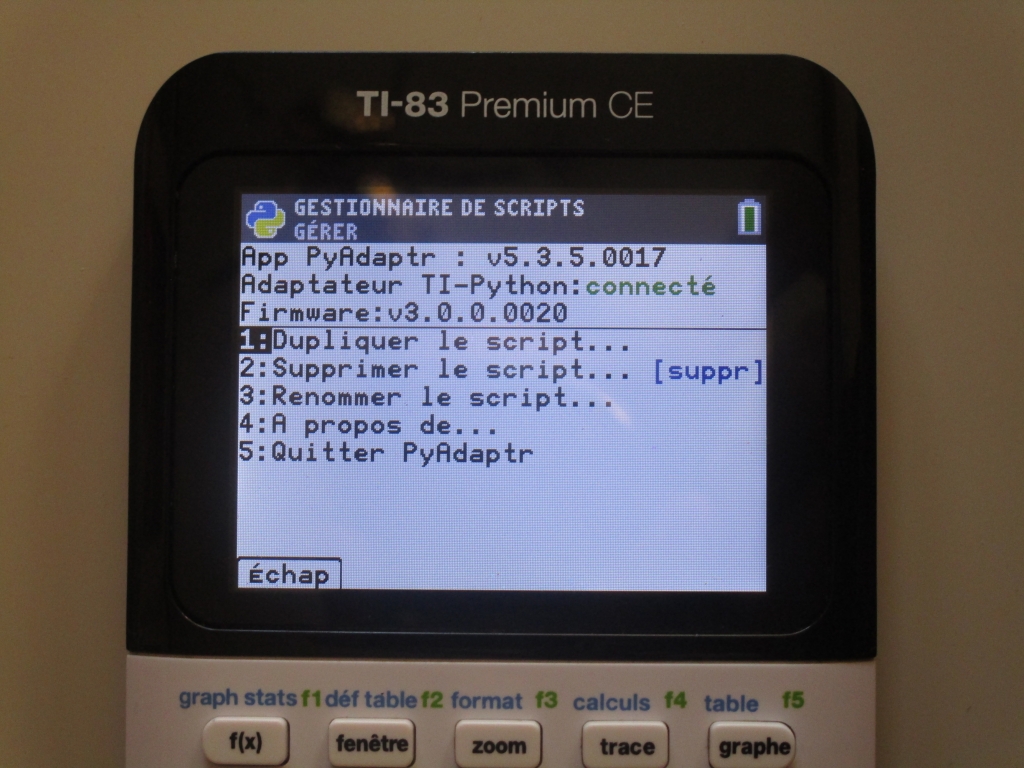 TI-83 Premium CE
GESTIONNAIRE DE SCRIPTS
GÉRER
App PyAdaptr : v5.3.5.0017
Adaptateur TI-Python:connecté
Firmware:v3.0.0.0020
1:Dupliquer le script...
2:Supprimer le script... [suppr]
3:Renommer le script...
4:A propos de...
5:Quitter PyAdaptr
Échap
graph stats f1 déf table f2 format f3 calculs f4 table f5
f(x) fenêtre zoom trace graphe